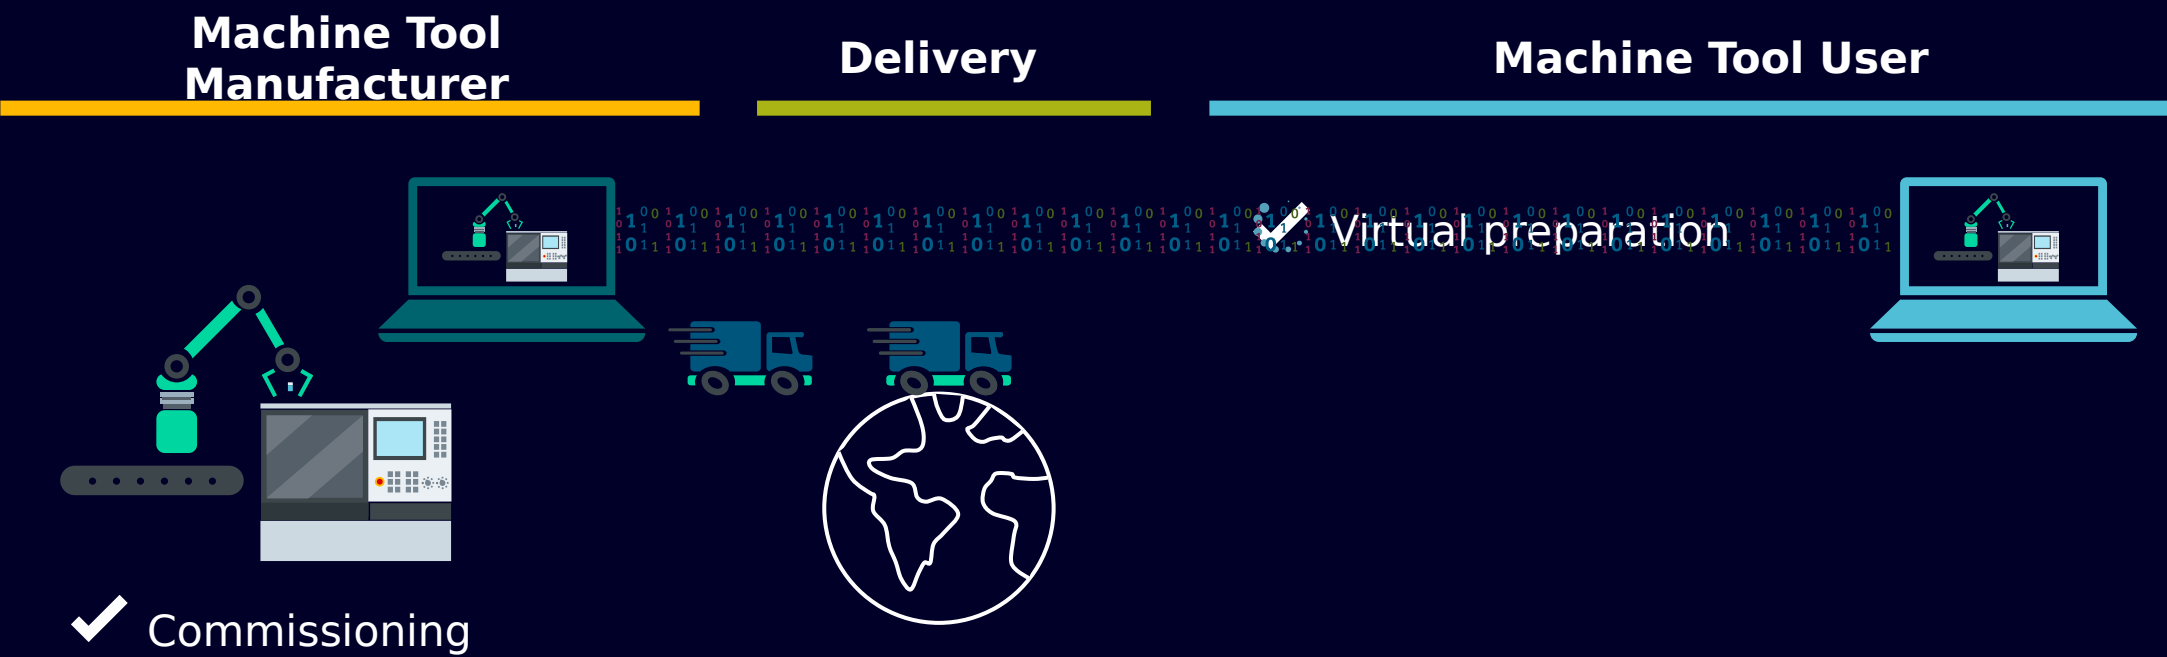 Machine Tool
Manufacturer
Delivery
Machine Tool User
Virtual preparation
Commissioning